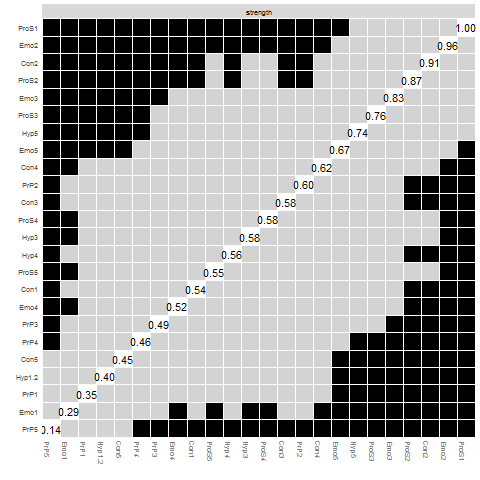 strength
ProS1 1.00
Emo2 0.96
Con2 0.91
ProS2 0.87
Emo3 0.83
ProS3 0.76
Hyp5 0.74
Emo5 0.67
Con4 0.62
PrP2 0.60
Con3 0.58
ProS4 0.58
Hyp3 0.58
Hyp4 0.56
ProS5 0.55
Con1 0.54
Emo4 0.52
PrP3 0.49
PrP4 0.46
Con5 0.45
Hyp1.2 0.40
PrP1 0.35
Emo1 0.29
PrP5 0.14
PrP5 Emo1 PrP1 Hyp1.2 Con5 PrP4 PrP3 Emo4 Con1 ProS5 Hyp4 Hyp3 ProS4 Con3 PrP2 Con4 Emo5 Hyp5 ProS3 Emo3 ProS2 Con2 Emo2 ProS1